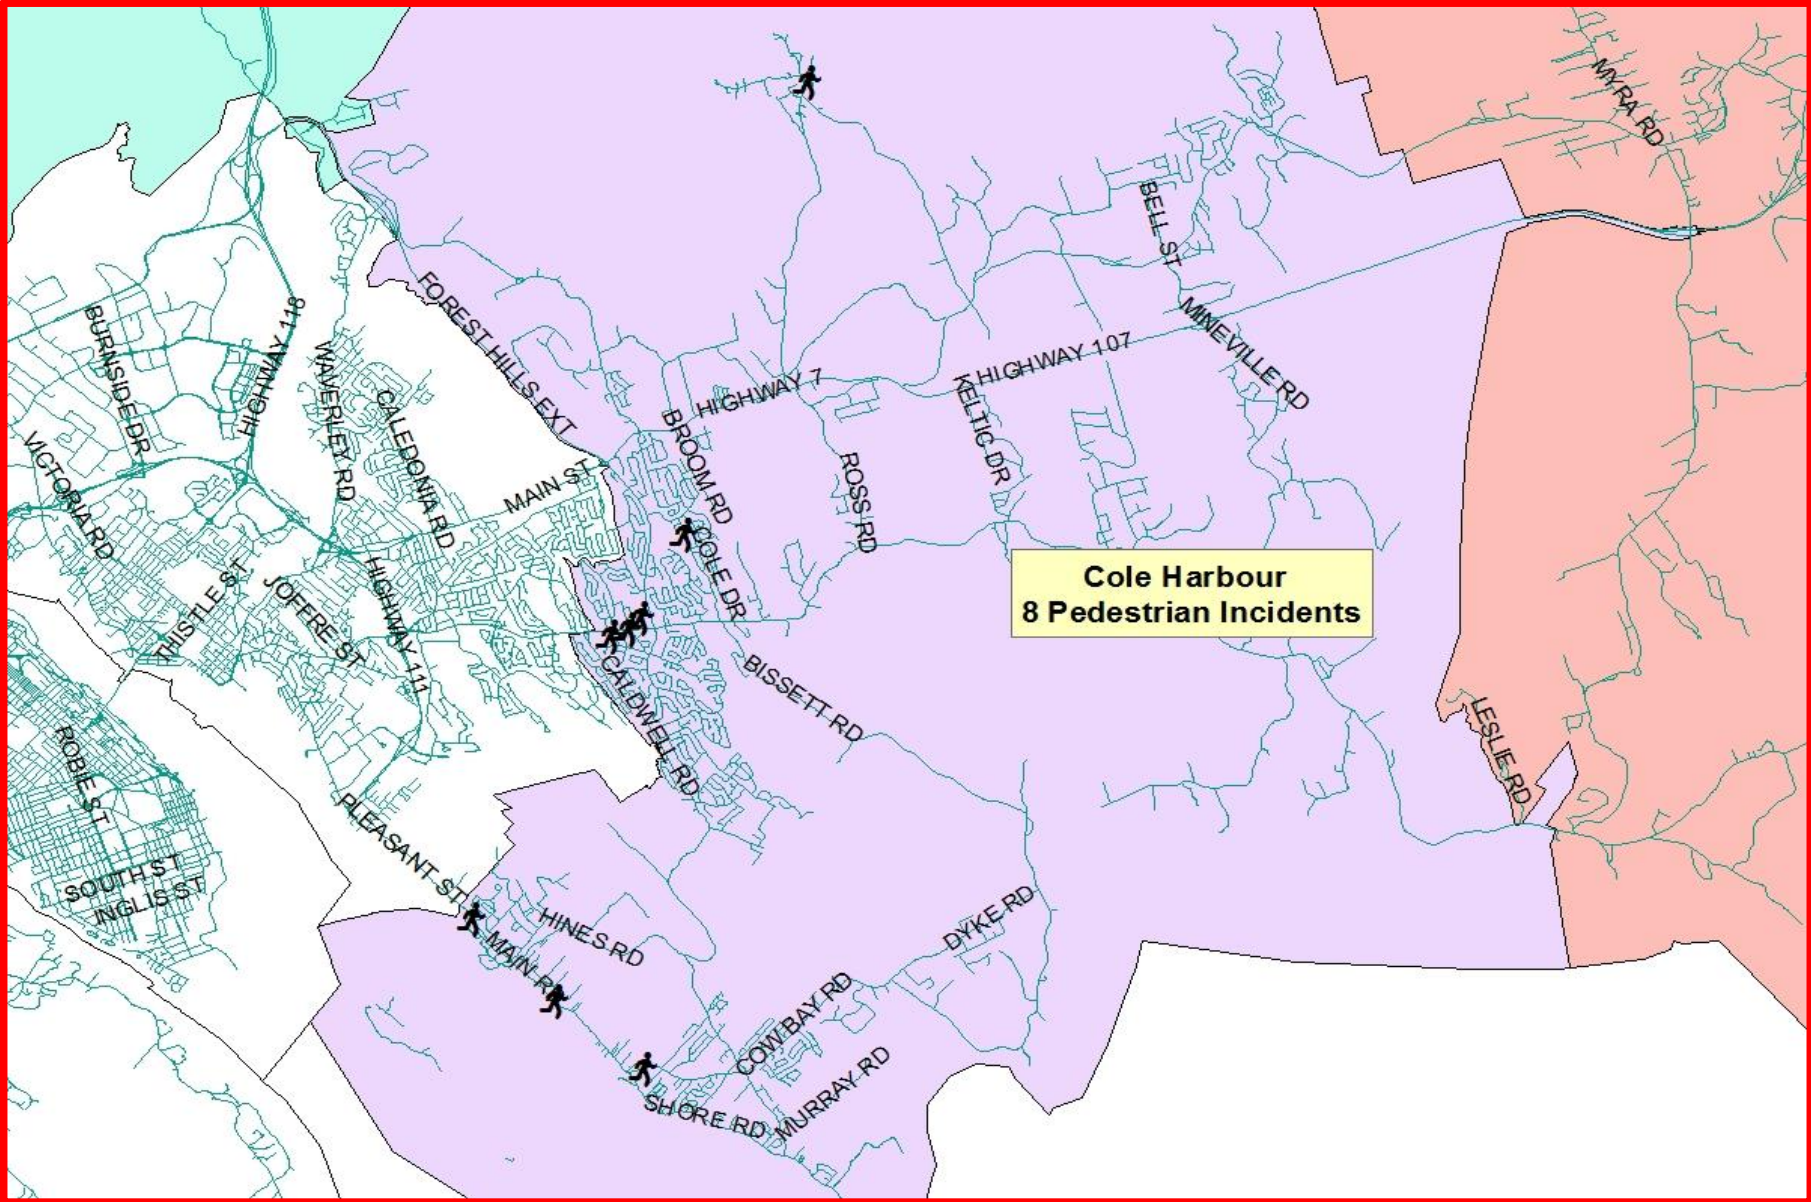 MYRA RD
BELL ST
FOREST HILLS EXT
BURNSIDE DR
HIGHWAY 118
WAVERLEY RD
MINEVILLE RD
HIGHWAY 107
HIGHWAY 7
KELTIC DR
CALEDONIA RD
BROOM RD
VICTORIA RD
MAIN ST
ROSS RD
COLE DR
THISTLE ST
JOFFRE ST
HIGHWAY 111
Cole Harbour
8 Pedestrian Incidents
CALDWELL RD
BISSETT RD
LESLIE RD
ROBIE ST
PLEASANT ST
SOUTH ST
INGLIS ST
HINES RD
DYKE RD
MAIN RD
COW BAY RD
MURRAY RD
SHORE RD